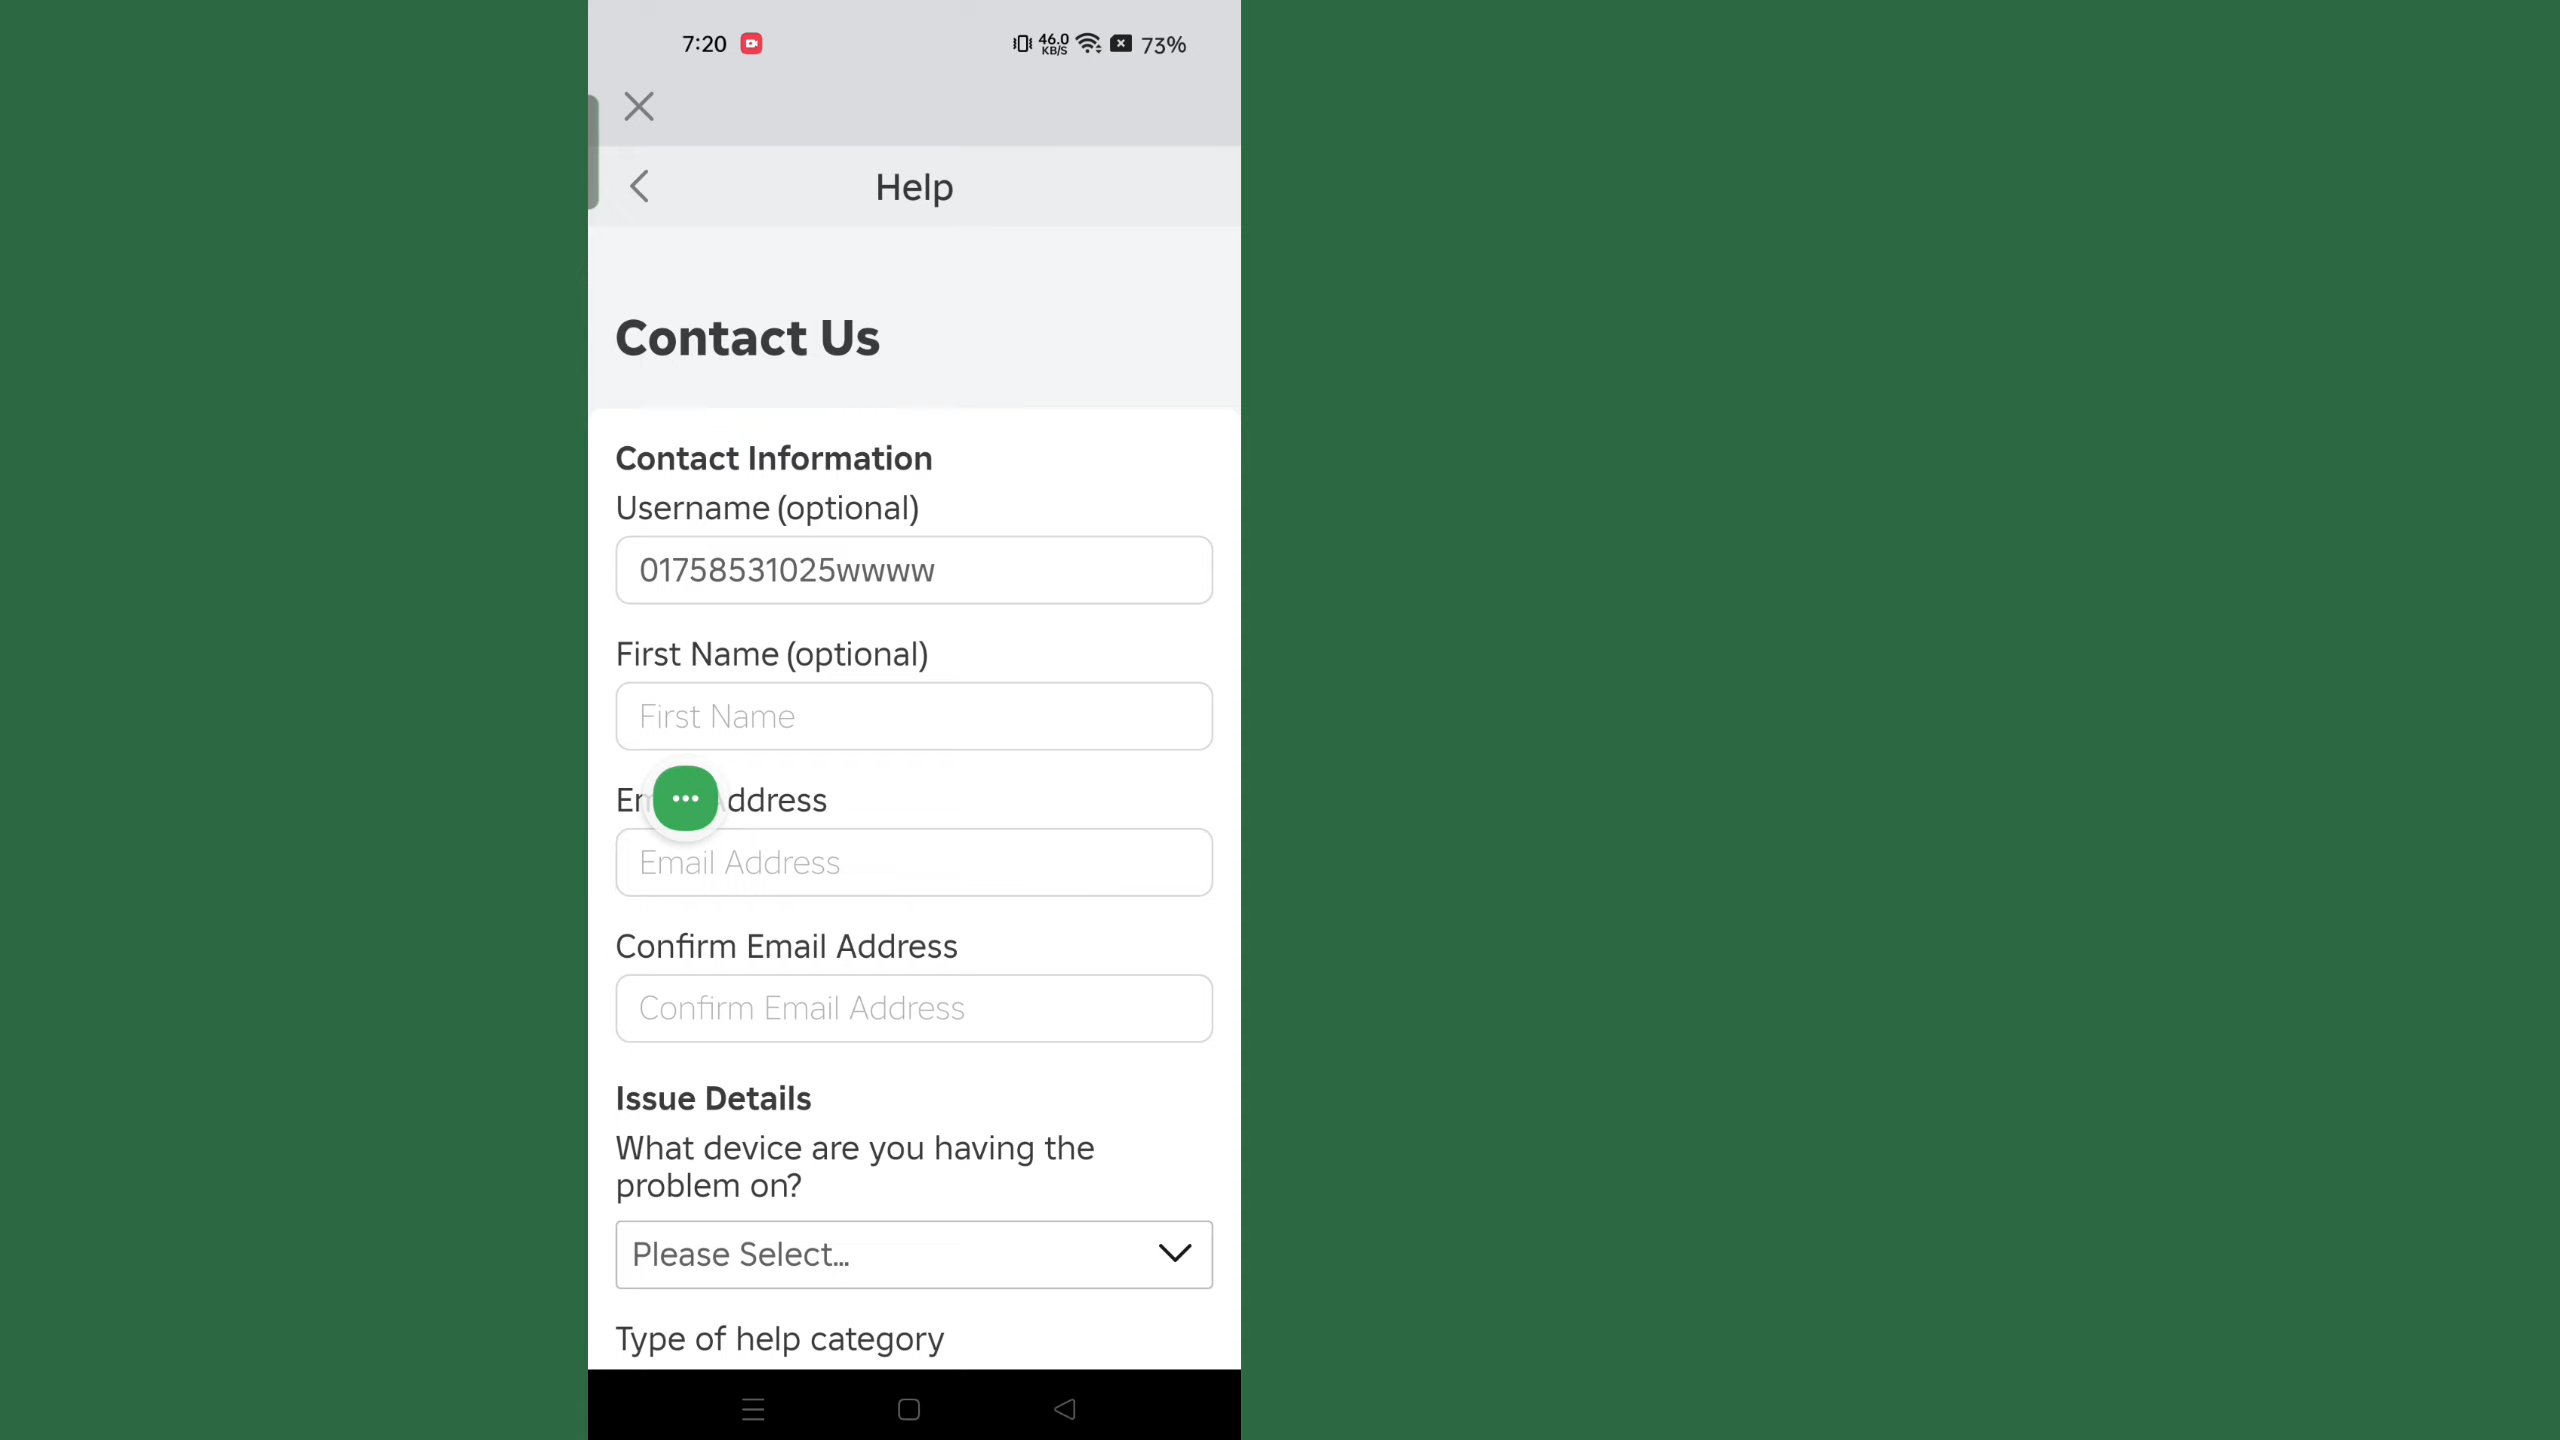 7:20
46.0
KB/S
73%
Help
Contact Us
Contact Information
Username (optional)
01758531025wwww
First Name (optional)
First Name
Address
Email Address
Confirm Email Address
Confirm Email Address
Issue Details
What device are you having the
problem on?
Please Select...
Type of help category